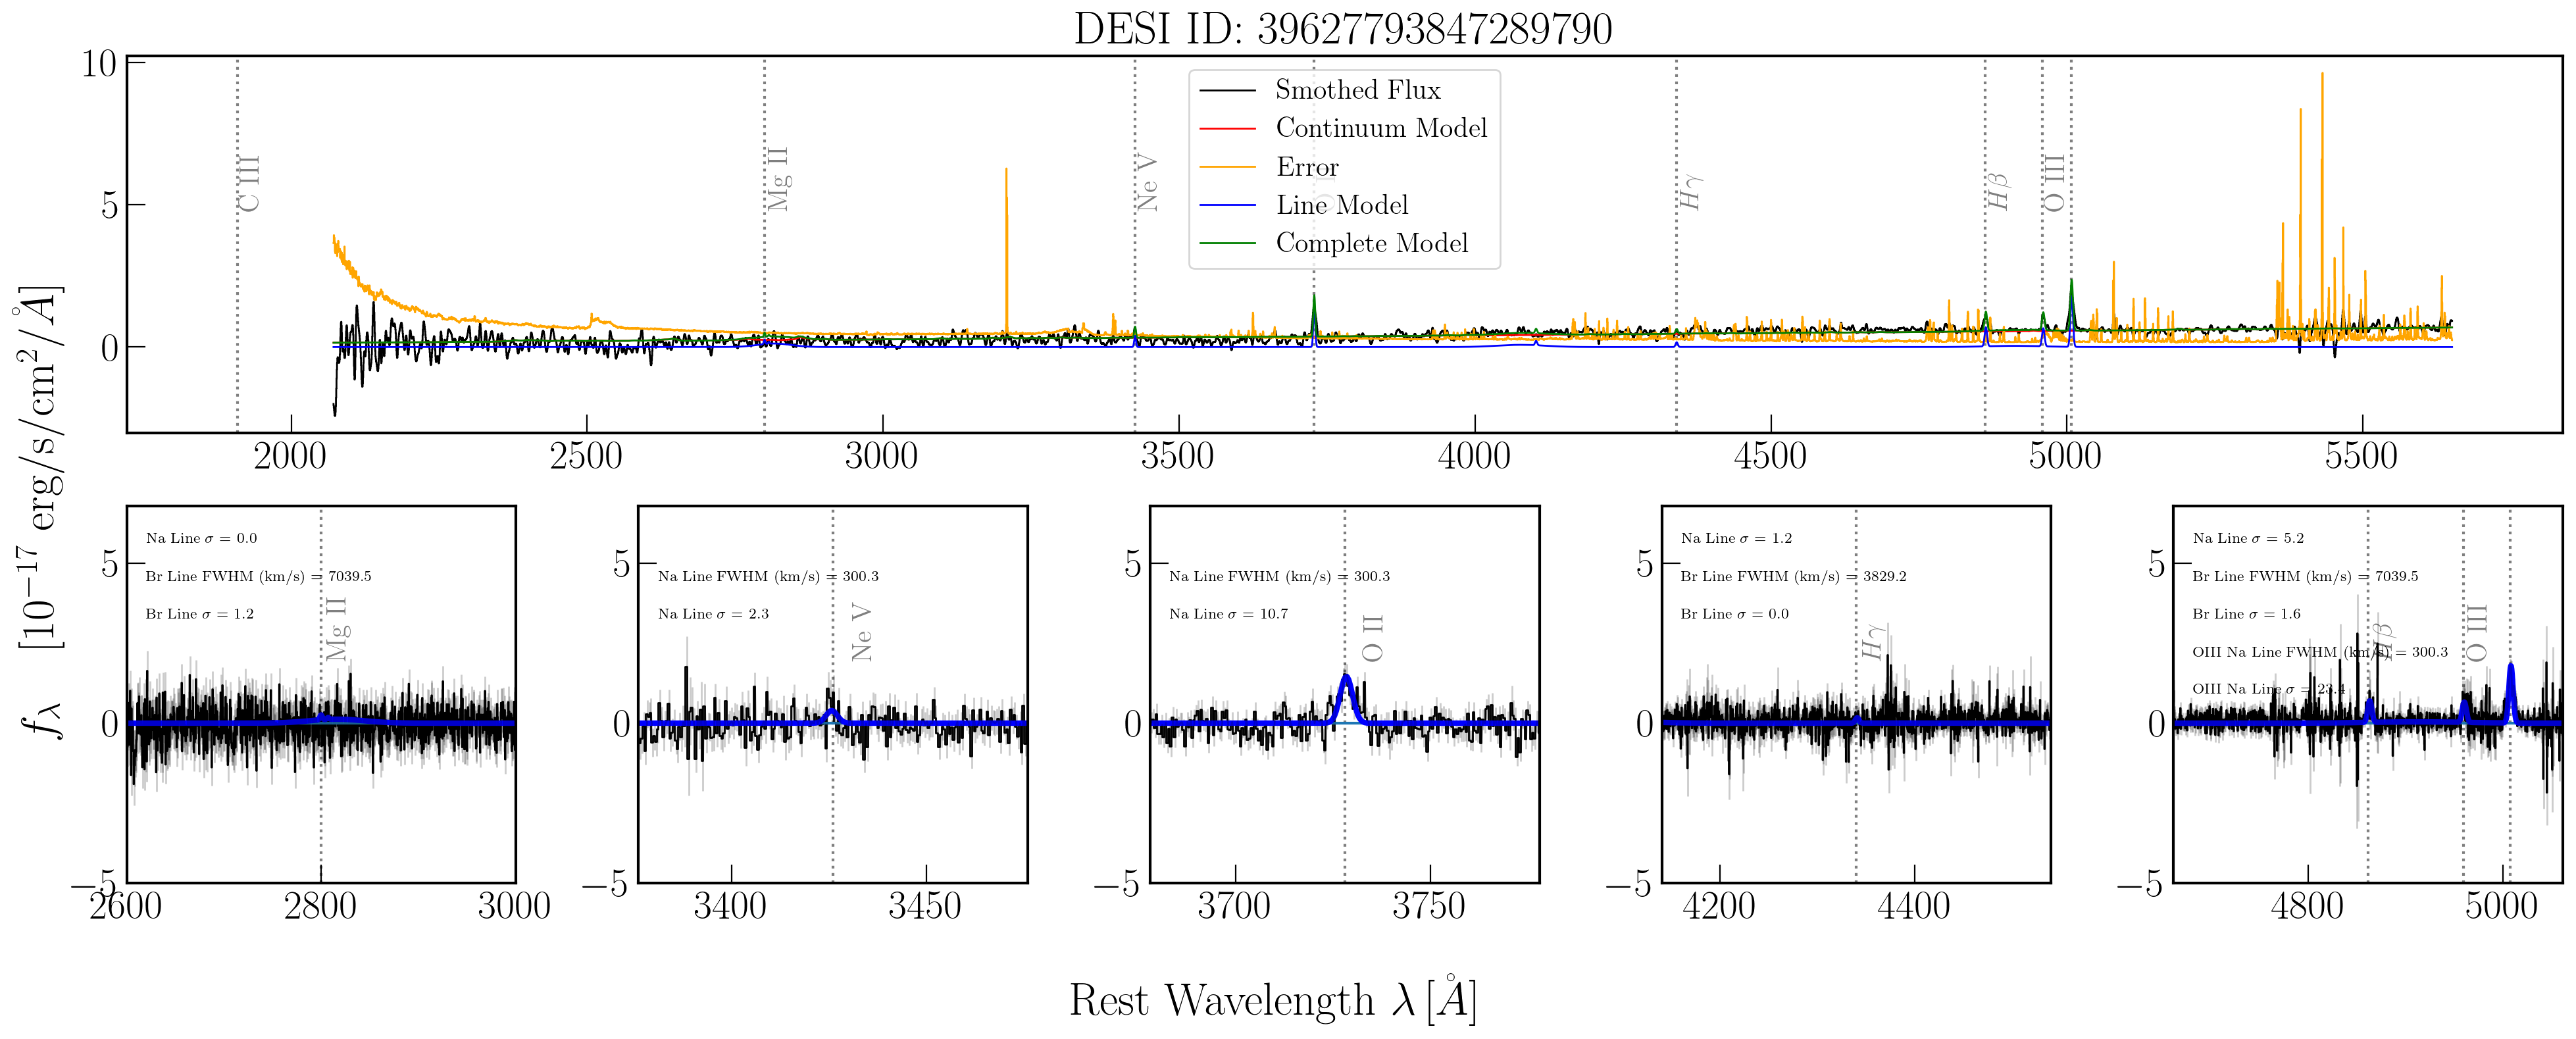 DESI ID: 39627793847289790
10
5
0
C III
Mg II
Ne V
O II
Hγ
Hβ
O III
Smothed Flux
Continuum Model
Error
Line Model
Complete Model
2000 2500 3000 3500 4000 4500 5000 5500
f_λ [10^{-17} erg/s/cm^2/Å]
Na Line σ = 0.0
Br Line FWHM (km/s) = 7039.5
Br Line σ = 1.2
Mg II
5
0
−5
2600 2800 3000
Na Line FWHM (km/s) = 300.3
Na Line σ = 2.3
Ne V
5
0
−5
3400 3450
Na Line FWHM (km/s) = 300.3
Na Line σ = 10.7
O II
5
0
−5
3700 3750
Na Line σ = 1.2
Br Line FWHM (km/s) = 3829.2
Br Line σ = 0.0
Hγ
5
0
−5
4200 4400
Na Line σ = 5.2
Br Line FWHM (km/s) = 7039.5
Br Line σ = 1.6
OIII Na Line FWHM (km/s) = 300.3
OIII Na Line σ = 23.4
Hβ
O III
5
0
−5
4800 5000
Rest Wavelength λ [Å]